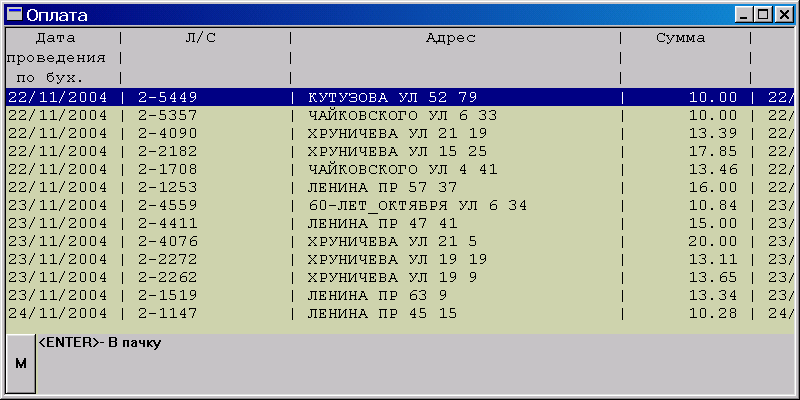 Оплата
Дата | Л/С | Адрес | Сумма |
проведения | | | |
по бух. | | | |
22/11/2004 | 2-5449 | КУТУЗОВА УЛ 52 79 | 10.00 | 22/
22/11/2004 | 2-5357 | ЧАЙКОВСКОГО УЛ 6 33 | 10.00 | 22/
22/11/2004 | 2-4090 | ХРУНИЧЕВА УЛ 21 19 | 13.39 | 22/
22/11/2004 | 2-2182 | ХРУНИЧЕВА УЛ 15 25 | 17.85 | 22/
22/11/2004 | 2-1708 | ЧАЙКОВСКОГО УЛ 4 41 | 13.46 | 22/
22/11/2004 | 2-1253 | ЛЕНИНА ПР 57 37 | 16.00 | 22/
23/11/2004 | 2-4559 | 60-ЛЕТ_ОКТЯВРЯ УЛ 6 34 | 10.84 | 23/
23/11/2004 | 2-4411 | ЛЕНИНА ПР 47 41 | 15.00 | 23/
23/11/2004 | 2-4076 | ХРУНИЧЕВА УЛ 21 5 | 20.00 | 23/
23/11/2004 | 2-2272 | ХРУНИЧЕВА УЛ 19 19 | 13.11 | 23/
23/11/2004 | 2-2262 | ХРУНИЧЕВА УЛ 19 9 | 13.65 | 23/
23/11/2004 | 2-1519 | ЛЕНИНА ПР 63 9 | 13.34 | 23/
24/11/2004 | 2-1147 | ЛЕНИНА ПР 45 15 | 10.28 | 24/
<ENTER>- В пачку
М